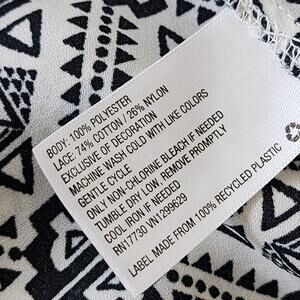 BODY: 100% POLYESTER
LACE: 74% COTTON / 26% NYLON
EXCLUSIVE OF DECORATION
MACHINE WASH COLD WITH LIKE COLORS
GENTLE CYCLE
ONLY NON-CHLORINE BLEACH IF NEEDED
TUMBLE DRY LOW, REMOVE PROMPTLY
COOL IRON IF NEEDED
RN17730 VN1299629
LABEL MADE FROM 100% RECYCLED PLASTIC